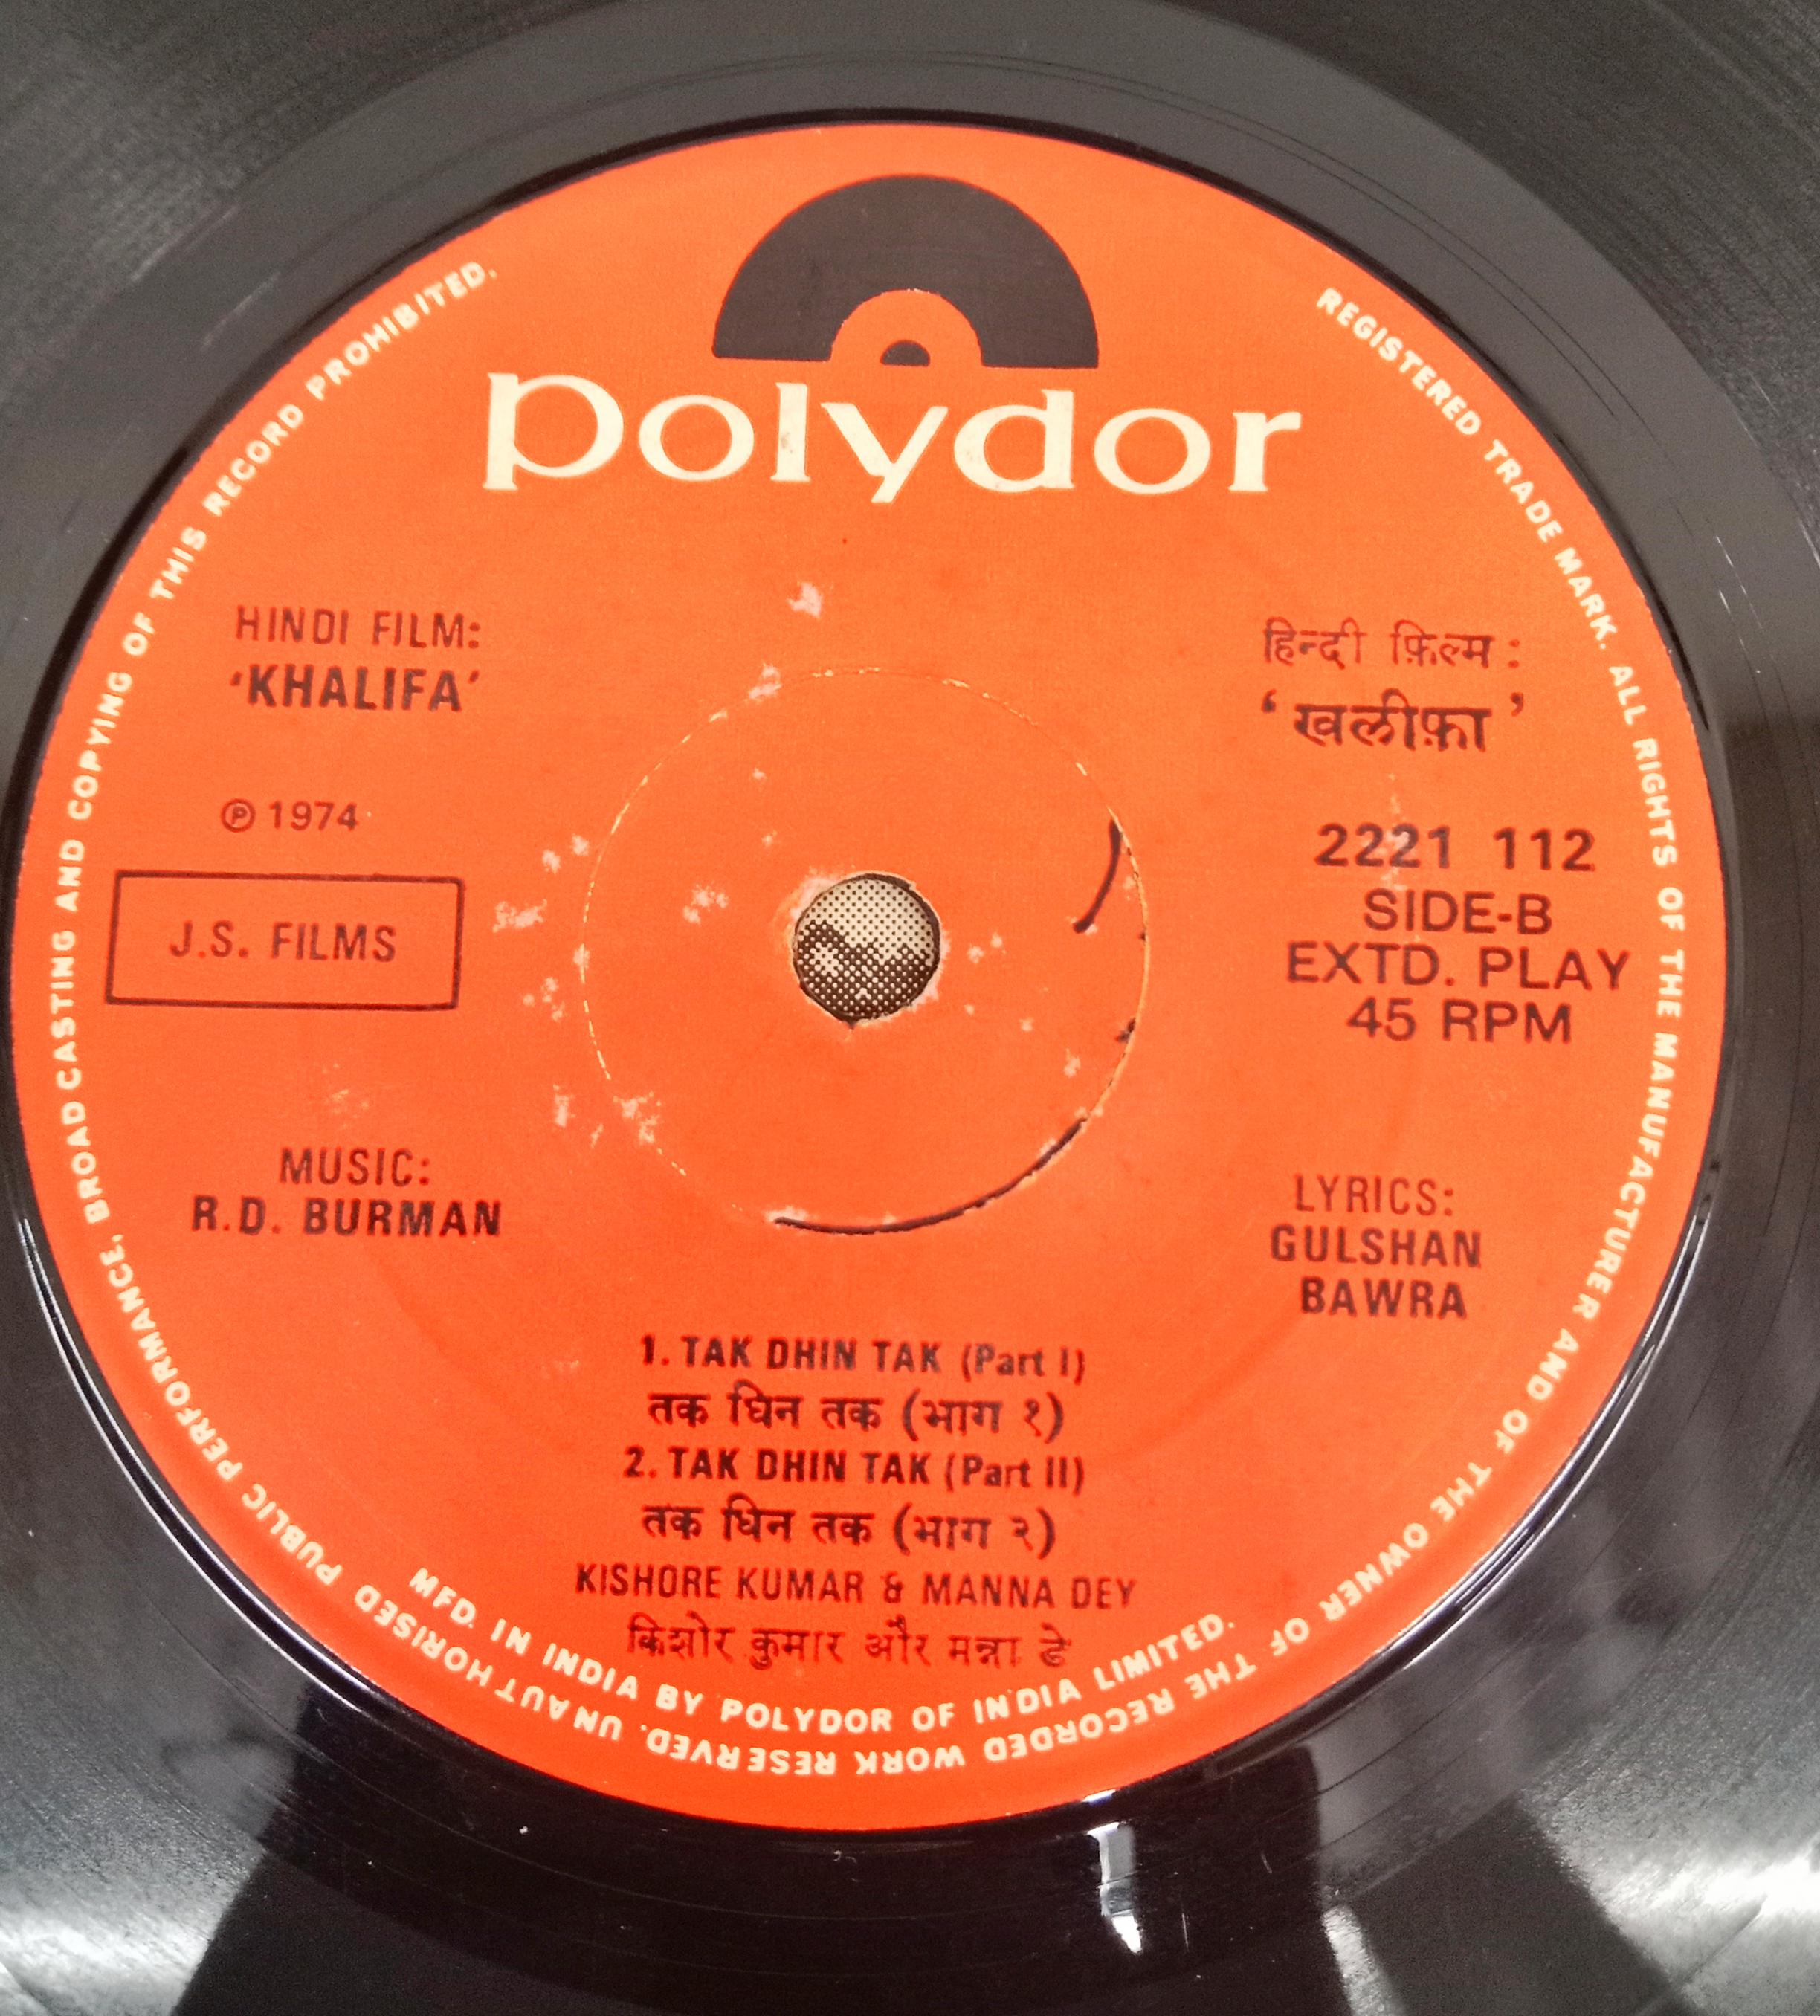 polydor
HINDI FILM:
‘KHALIFA’
हिन्दी फ़िल्म :
‘ खलीफ़ा ’
℗ 1974
J.S. FILMS
2221 112
SIDE-B
EXTD. PLAY
45 RPM
MUSIC:
R.D. BURMAN
LYRICS:
GULSHAN
BAWRA
1. TAK DHIN TAK (Part I)
तक धिन तक (भाग १)
2. TAK DHIN TAK (Part II)
तक धिन तक (भाग २)
KISHORE KUMAR & MANNA DEY
किशोर कुमार और मन्ना डे
MFD. IN INDIA BY POLYDOR OF INDIA LIMITED.
REGISTERED TRADE MARK. ALL RIGHTS OF THE MANUFACTURER AND OF THE OWNER OF THE RECORDED WORK RESERVED. UNAUTHORISED PUBLIC PERFORMANCE, BROADCASTING AND COPYING OF THIS RECORD PROHIBITED.